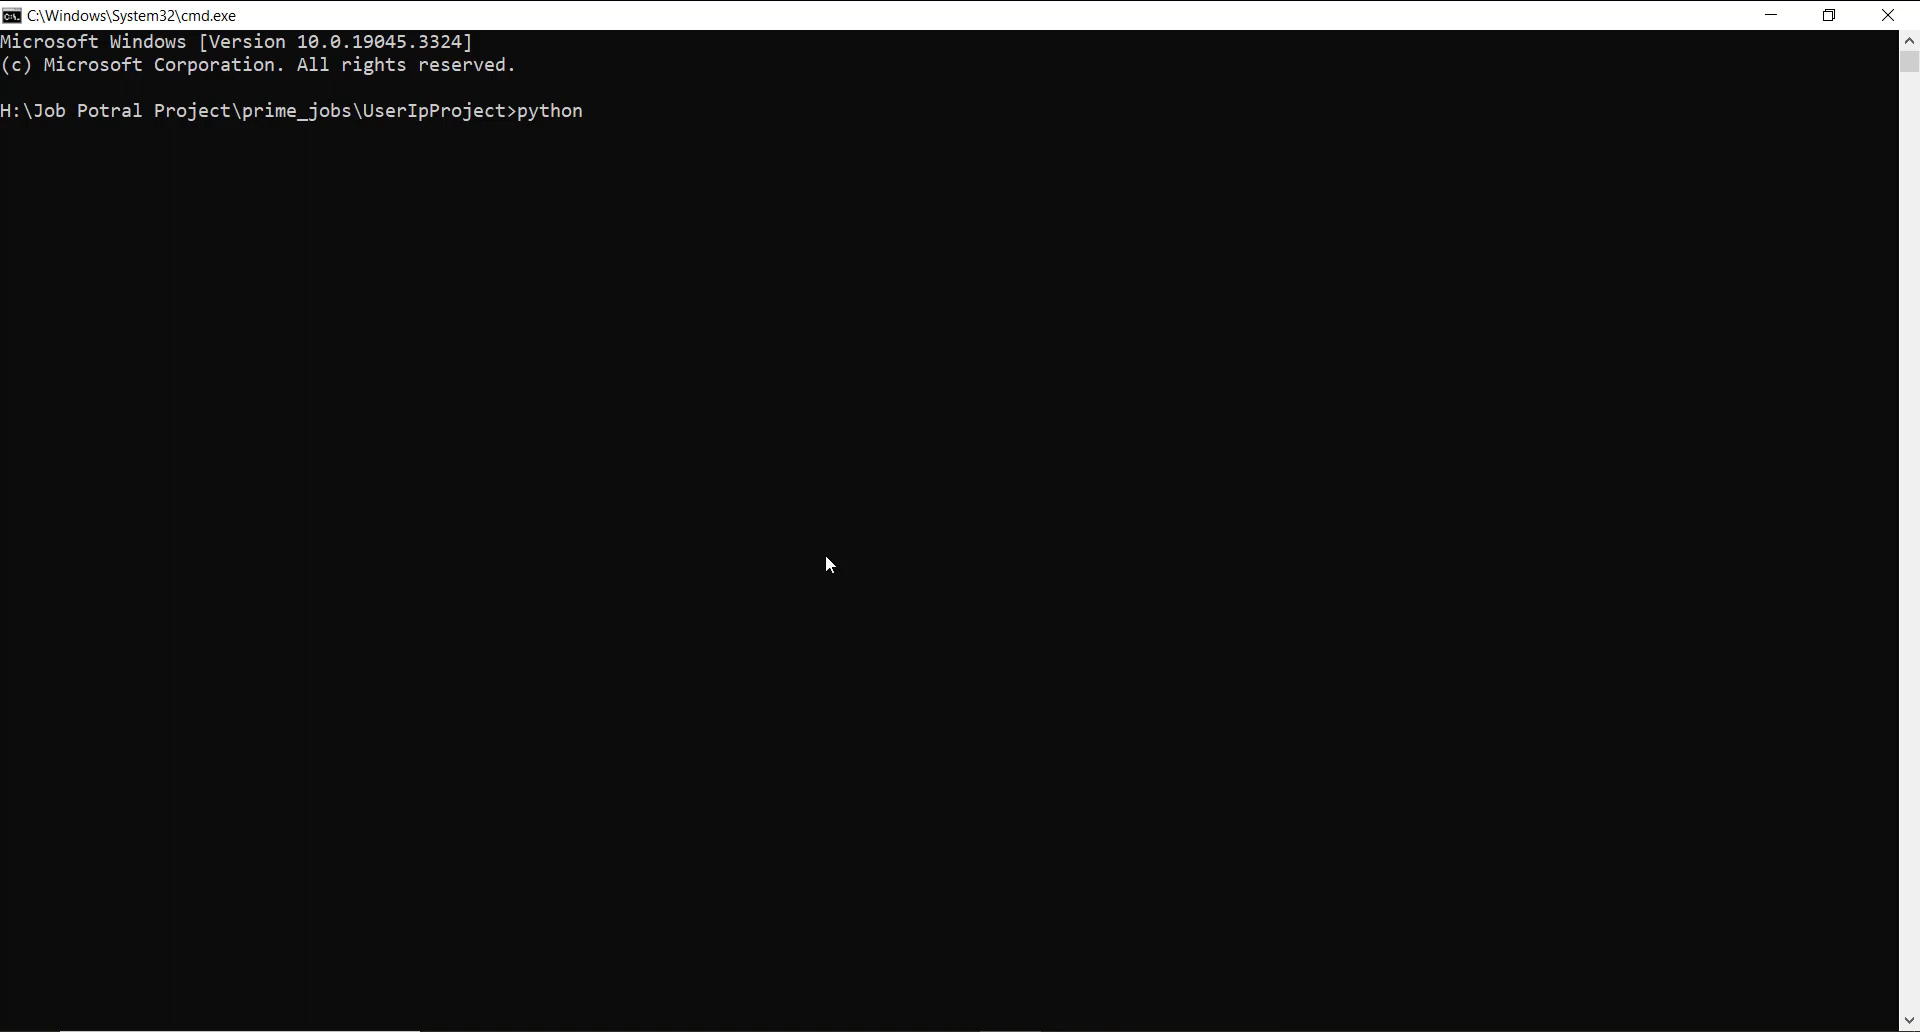 C:\Windows\System32\cmd.exe
Microsoft Windows [Version 10.0.19045.3324]
(c) Microsoft Corporation. All rights reserved.
H:\Job Potral Project\prime_jobs\UserIpProject>python